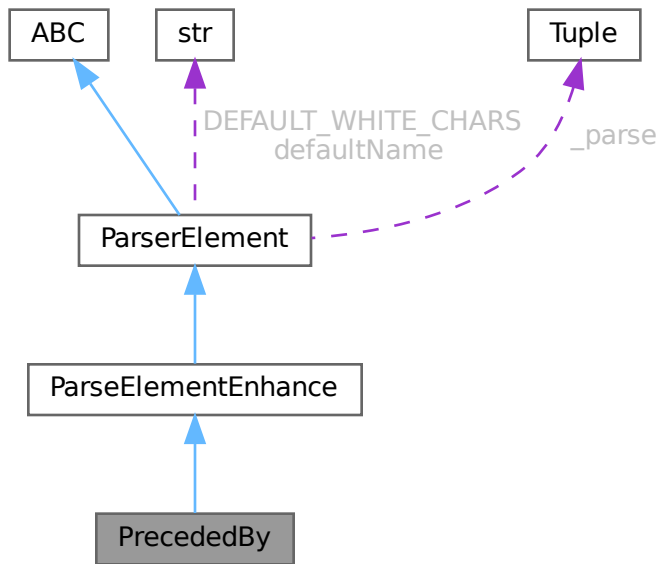 ABC
str
Tuple
DEFAULT_WHITE_CHARS
defaultName
_parse
ParserElement
ParseElementEnhance
PrecededBy